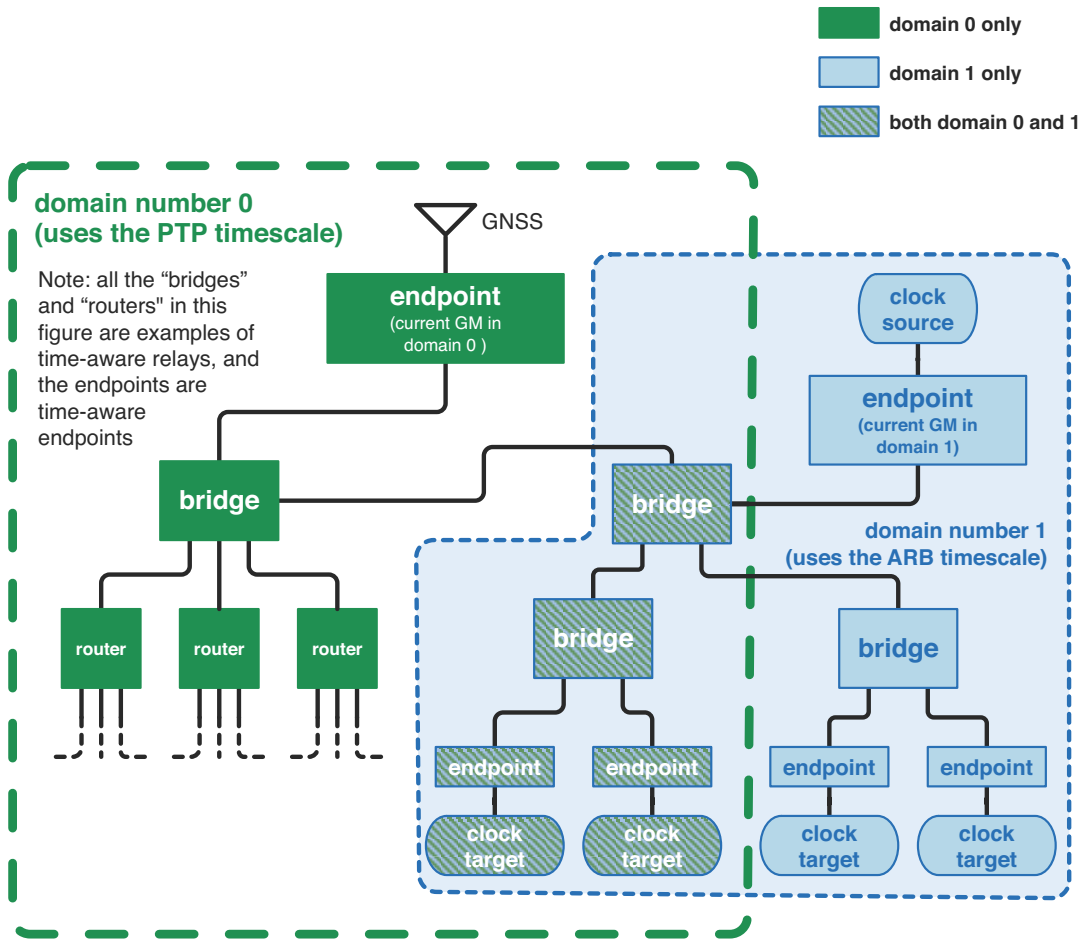 domain 0 only
domain 1 only
both domain 0 and 1
domain number 0
(uses the PTP timescale)
Note: all the “bridges”
and “routers" in this
figure are examples of
time-aware relays, and
the endpoints are
time-aware
endpoints
GNSS
endpoint
(current GM in
domain 0 )
clock
source
endpoint
(current GM in
domain 1)
bridge
bridge
domain number 1
(uses the ARB timescale)
router
router
router
bridge
bridge
endpoint
endpoint
endpoint
endpoint
clock
target
clock
target
clock
target
clock
target